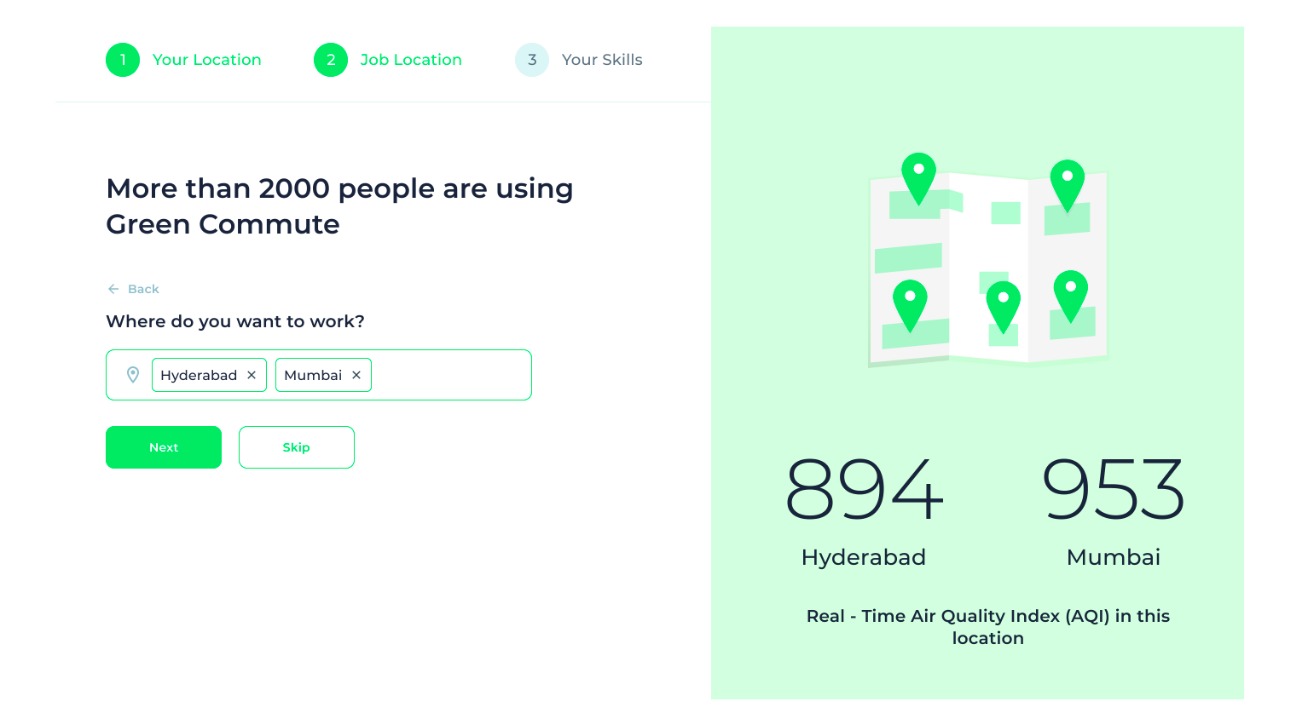 1 Your Location 2 Job Location 3 Your Skills
More than 2000 people are using
Green Commute
← Back
Where do you want to work?
Hyderabad × Mumbai ×
Next Skip
894 953
Hyderabad Mumbai
Real - Time Air Quality Index (AQI) in this
location